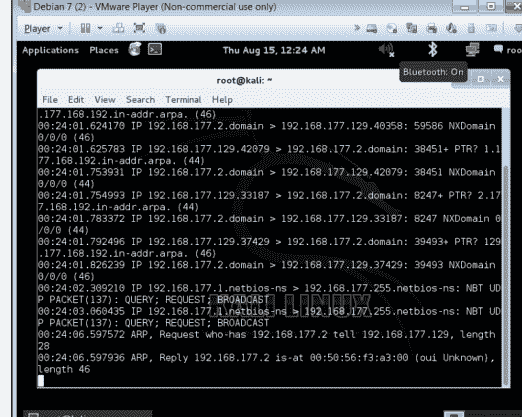 Debian 7 (2) - VMware Player (Non-commercial use only)
Player
Applications Places Thu Aug 15, 12:24 AM roo
Bluetooth: On
root@kali: ~
File Edit View Search Terminal Help
.177.168.192.in-addr.arpa. (46)
00:24:01.624170 IP 192.168.177.2.domain > 192.168.177.129.40358: 59586 NXDomain
0/0/0 (46)
00:24:01.625783 IP 192.168.177.129.42079 > 192.168.177.2.domain: 38451+ PTR? 1.1
77.168.192.in-addr.arpa. (44)
00:24:01.753931 IP 192.168.177.2.domain > 192.168.177.129.42079: 38451 NXDomain
0/0/0 (44)
00:24:01.754993 IP 192.168.177.129.33187 > 192.168.177.2.domain: 8247+ PTR? 2.17
7.168.192.in-addr.arpa. (44)
00:24:01.783372 IP 192.168.177.2.domain > 192.168.177.129.33187: 8247 NXDomain 0
/0/0 (44)
00:24:01.792496 IP 192.168.177.129.37429 > 192.168.177.2.domain: 39493+ PTR? 129
.177.168.192.in-addr.arpa. (46)
00:24:01.826239 IP 192.168.177.2.domain > 192.168.177.129.37429: 39493 NXDomain
0/0/0 (46)
00:24:02.309210 IP 192.168.177.1.netbios-ns > 192.168.177.255.netbios-ns: NBT UD
P PACKET(137): QUERY; REQUEST; BROADCAST
00:24:03.060435 IP 192.168.177.1.netbios-ns > 192.168.177.255.netbios-ns: NBT UD
P PACKET(137): QUERY; REQUEST; BROADCAST
00:24:06.597572 ARP, Request who-has 192.168.177.2 tell 192.168.177.129, length
28
00:24:06.597936 ARP, Reply 192.168.177.2 is-at 00:50:56:f3:a3:00 (oui Unknown),
length 46